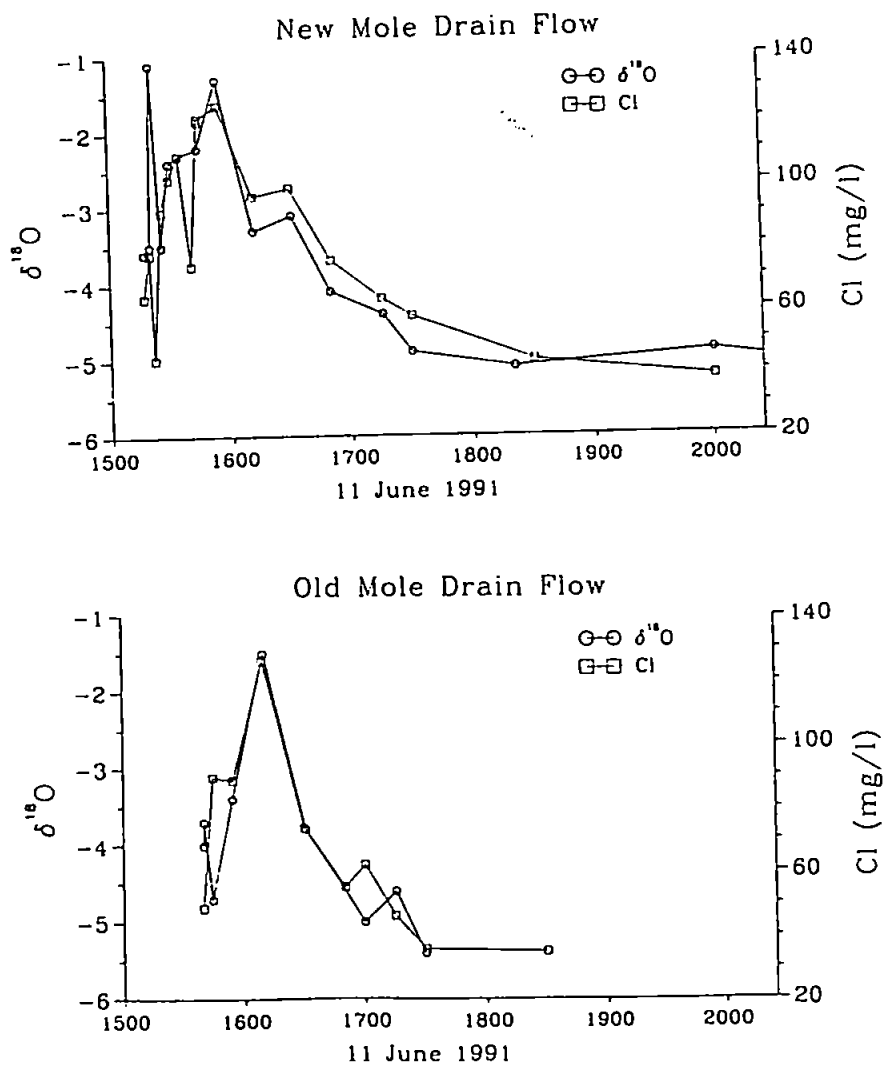 New Mole Drain Flow
-1
-2
-3
-4
-5
-6
δ¹⁸O
δ¹⁸O
Cl
140
100
60
20
Cl (mg/l)
1500 1600 1700 1800 1900 2000
11 June 1991
Old Mole Drain Flow
-1
-2
-3
-4
-5
-6
δ¹⁸O
δ¹⁸O
Cl
140
100
60
20
Cl (mg/l)
1500 1600 1700 1800 1900 2000
11 June 1991